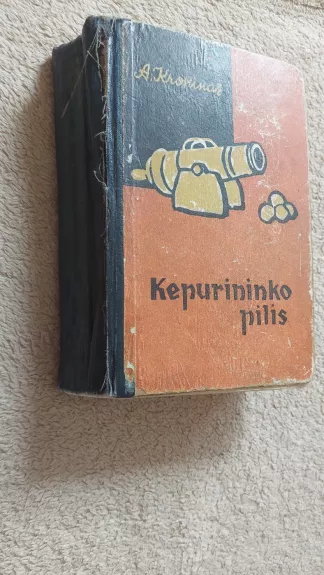 A. Kroninas
Kepurininko
pilis